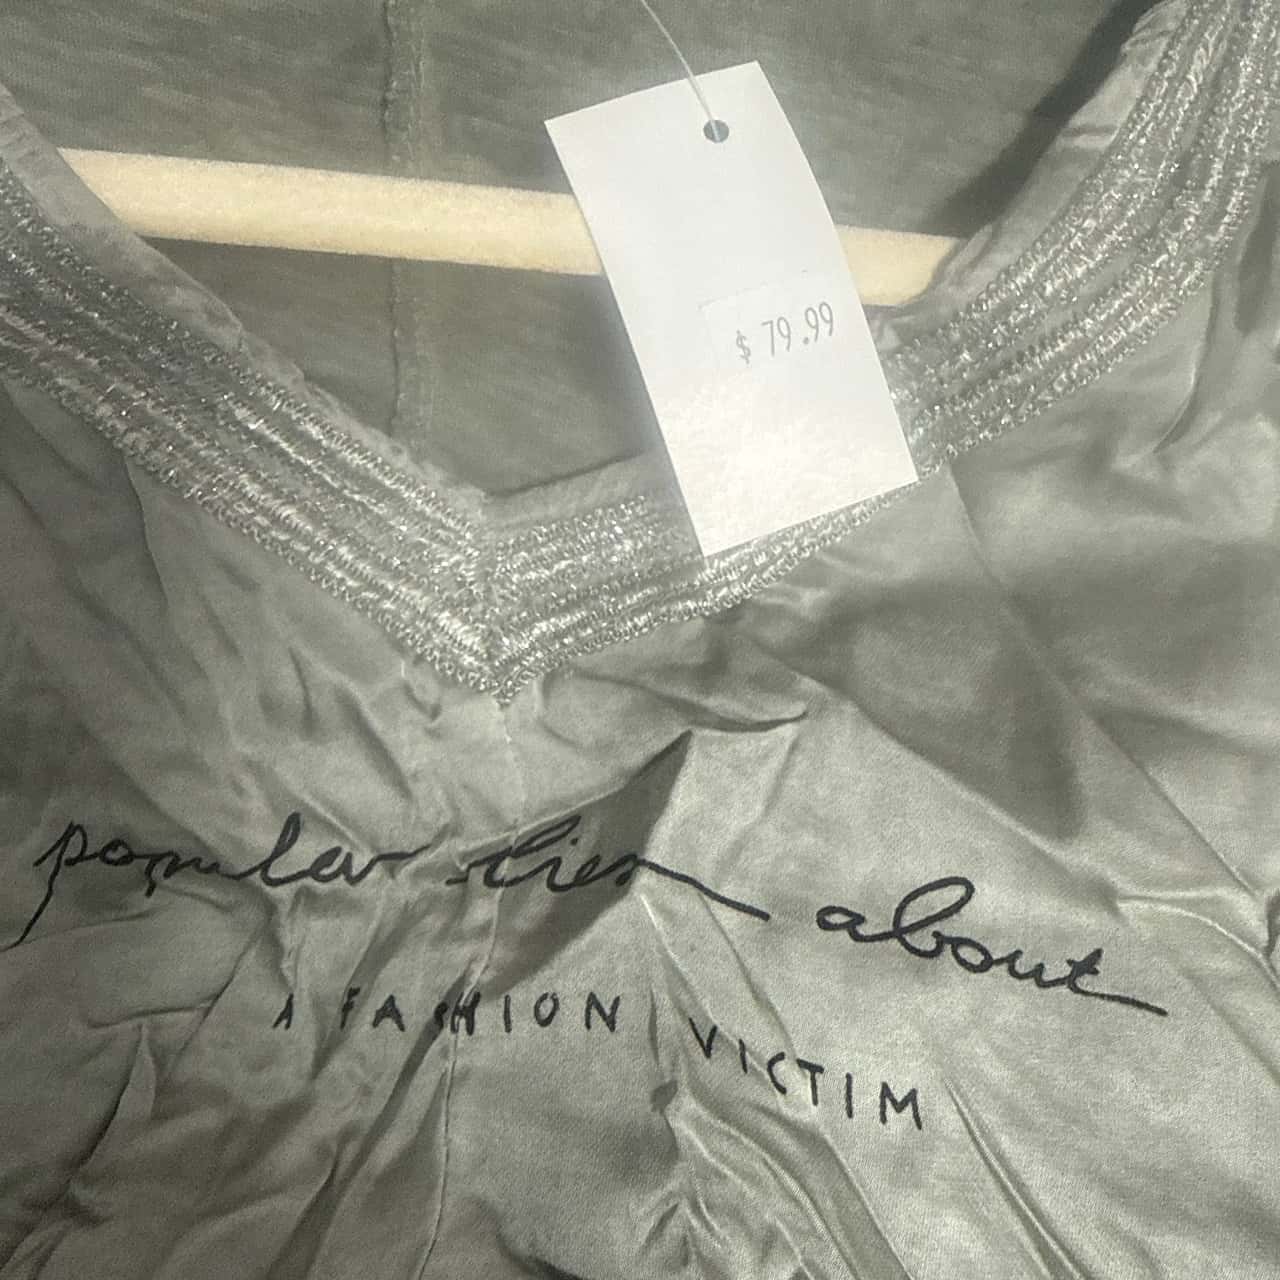 $ 79.99
popular lies about
A FASHION VICTIM